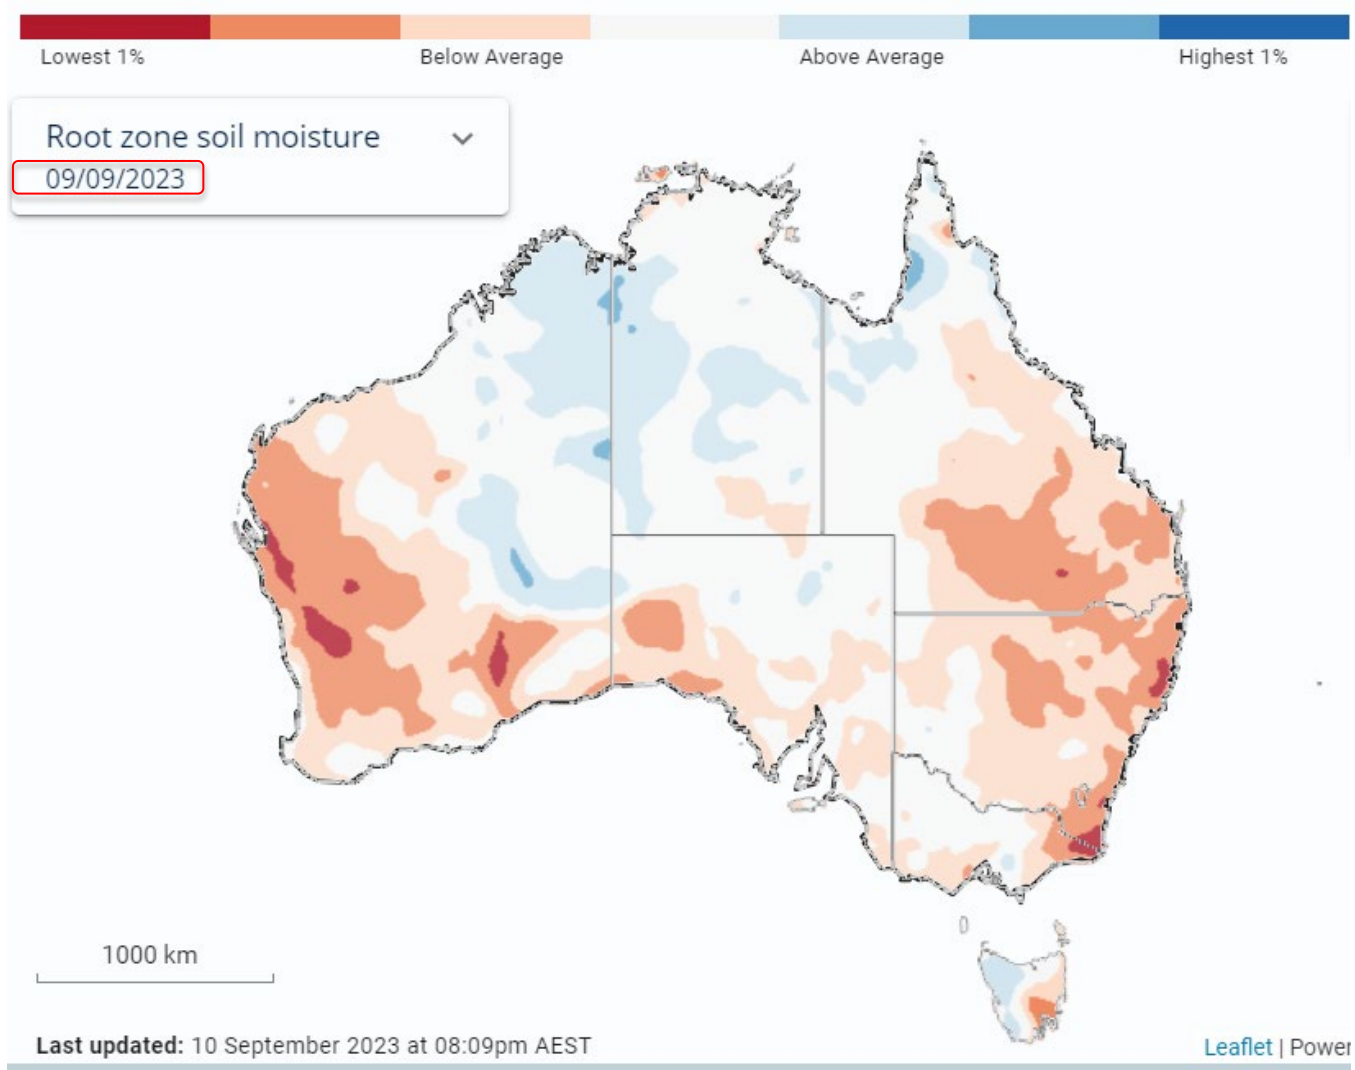 Lowest 1% Below Average Above Average Highest 1%
Root zone soil moisture
09/09/2023
1000 km
Last updated: 10 September 2023 at 08:09pm AEST
Leaflet | Power